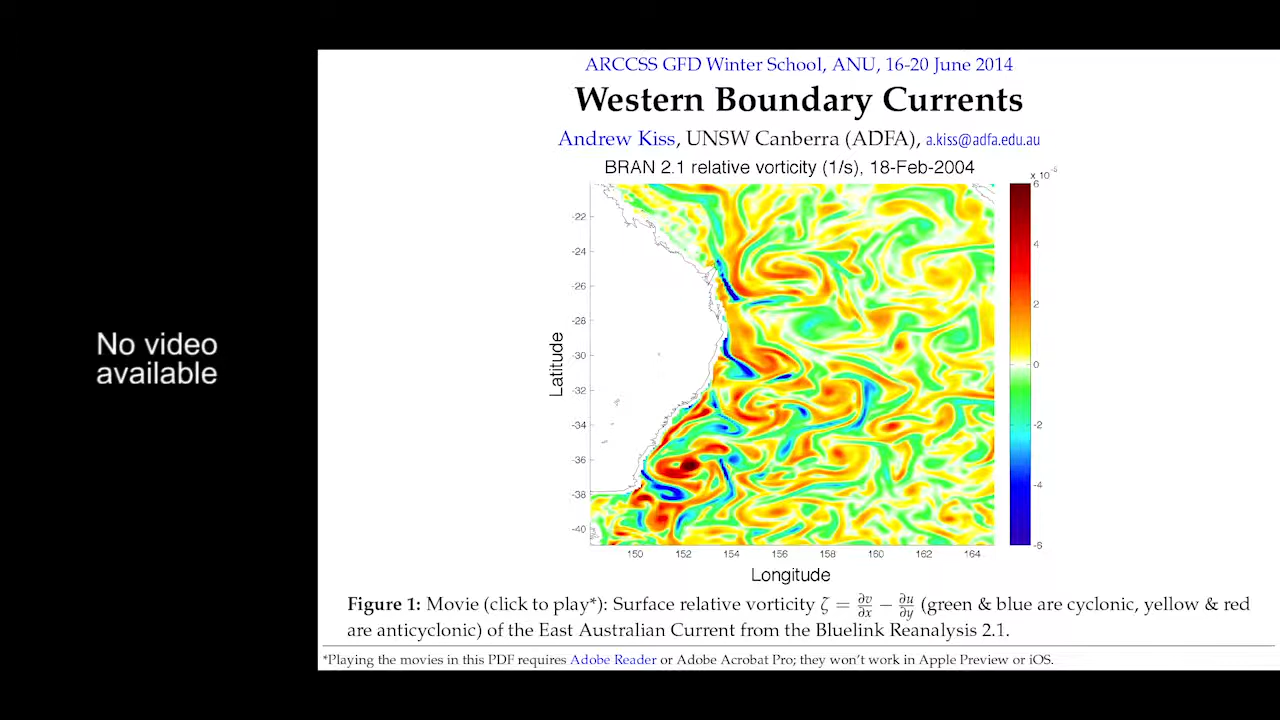 No video
available
ARCCSS GFD Winter School, ANU, 16-20 June 2014
Western Boundary Currents
Andrew Kiss, UNSW Canberra (ADFA), a.kiss@adfa.edu.au
BRAN 2.1 relative vorticity (1/s), 18-Feb-2004
x 10⁻⁵
6
4
2
0
-2
-4
-6
Latitude
-22
-24
-26
-28
-30
-32
-34
-36
-38
-40
150 152 154 156 158 160 162 164
Longitude
Figure 1: Movie (click to play*): Surface relative vorticity ζ = ∂v/∂x − ∂u/∂y (green & blue are cyclonic, yellow & red
are anticyclonic) of the East Australian Current from the Bluelink Reanalysis 2.1.
*Playing the movies in this PDF requires Adobe Reader or Adobe Acrobat Pro; they won't work in Apple Preview or iOS.